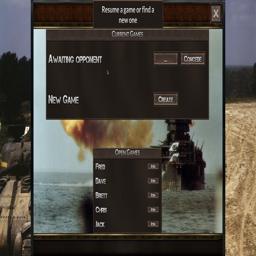 Resume a game or find a
new one
X
Current Games
Awaiting opponent
... Concede
New Game
Create
Open Games
Fred
Dave
Brett
Chris
Jack